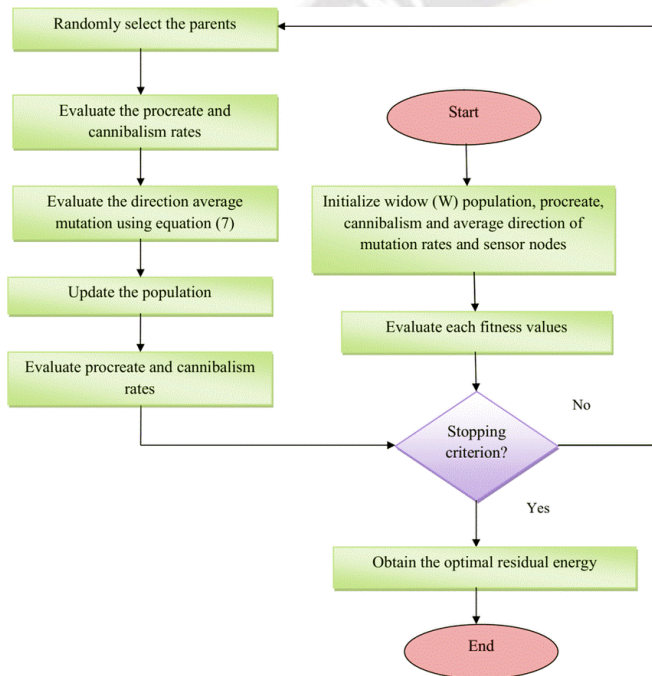 Randomly select the parents
Evaluate the procreate and
cannibalism rates
Evaluate the direction average
mutation using equation (7)
Update the population
Evaluate procreate and cannibalism
rates
Start
Initialize widow (W) population, procreate,
cannibalism and average direction of
mutation rates and sensor nodes
Evaluate each fitness values
Stopping
criterion?
No
Yes
Obtain the optimal residual energy
End